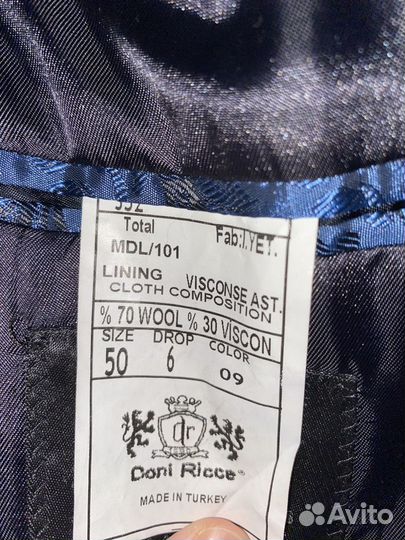 Total Fab:I.YET.
MDL/101
LINING VISCONSE AST.
CLOTH COMPOSITION
% 70 WOOL % 30 VISCON
SIZE DROP COLOR
50 6 09
dr
Doni Ricce
MADE IN TURKEY
Avito